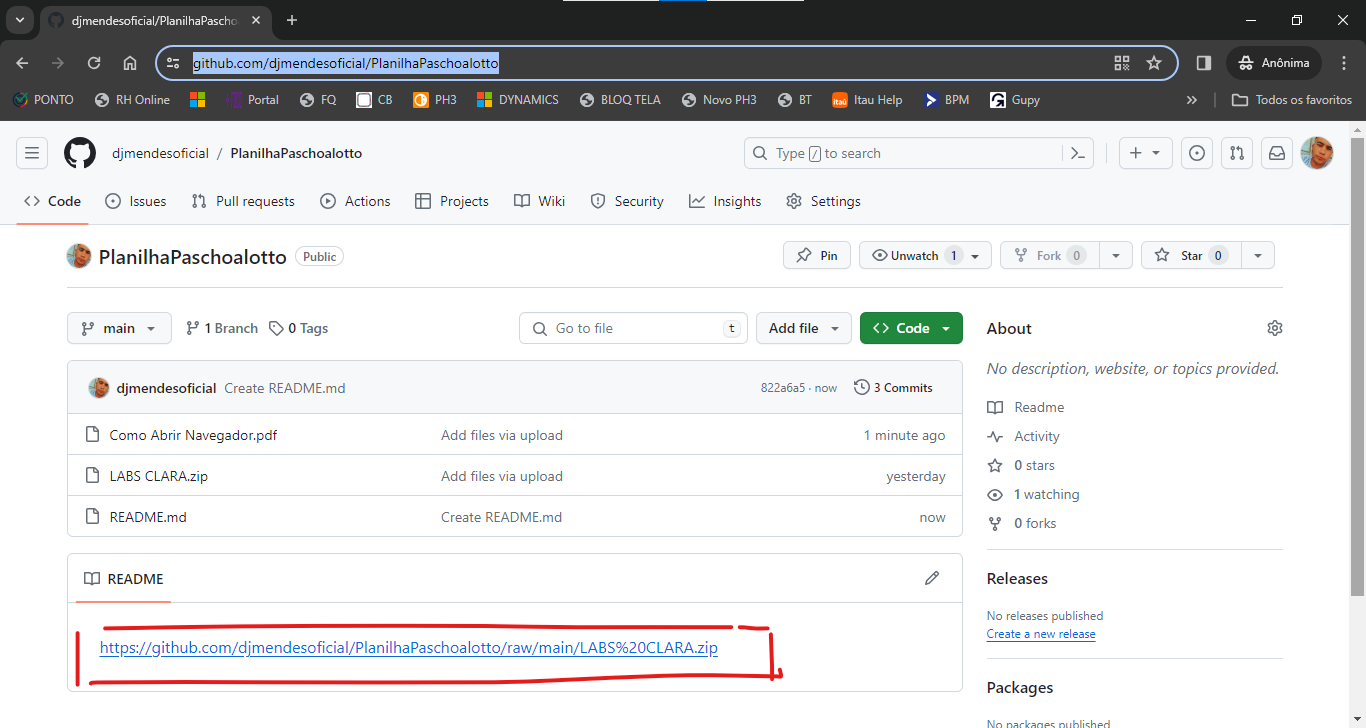 djmendesoficial/PlanilhaPascho
github.com/djmendesoficial/PlanilhaPaschoalotto
Anônima
PONTO RH Online Portal FQ CB PH3 DYNAMICS BLOQ TELA Novo PH3 BT itaú Itau Help BPM Gupy » Todos os favoritos
djmendesoficial / PlanilhaPaschoalotto
Type / to search
Code Issues Pull requests Actions Projects Wiki Security Insights Settings
PlanilhaPaschoalotto Public
Pin Unwatch 1 Fork 0 Star 0
main 1 Branch 0 Tags
Go to file t
Add file Code
About
No description, website, or topics provided.
djmendesoficial Create README.md 822a6a5 · now 3 Commits
Como Abrir Navegador.pdf Add files via upload 1 minute ago
LABS CLARA.zip Add files via upload yesterday
README.md Create README.md now
Readme
Activity
0 stars
1 watching
0 forks
README
https://github.com/djmendesoficial/PlanilhaPaschoalotto/raw/main/LABS%20CLARA.zip
Releases
No releases published
Create a new release
Packages
No packages published